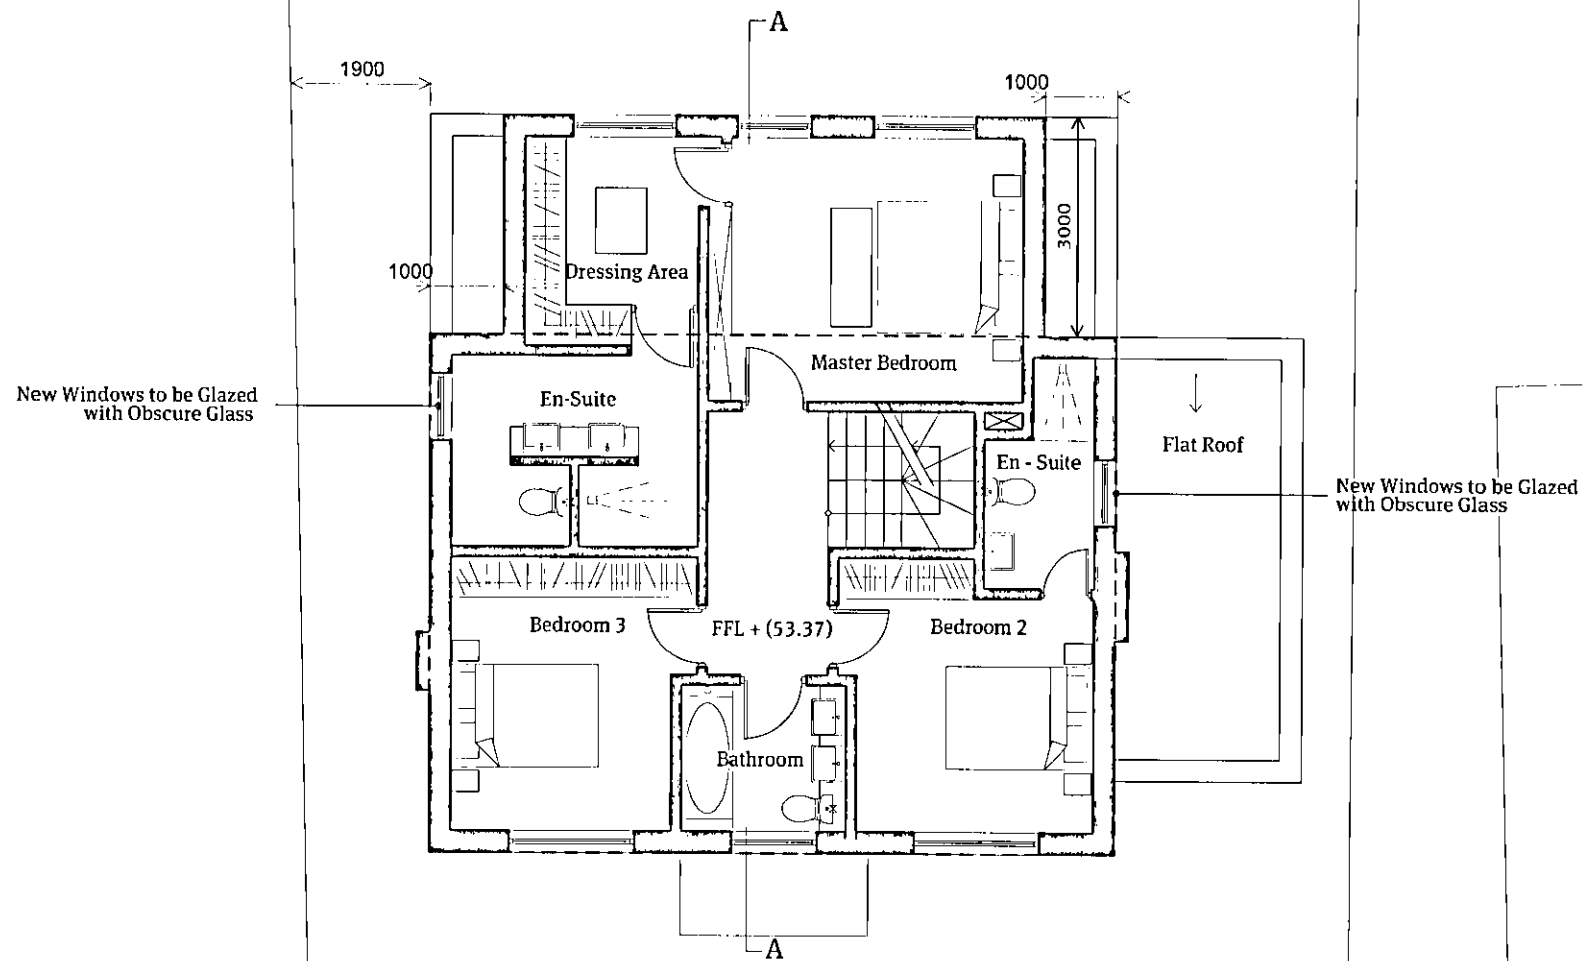 A
1900
1000
3000
Dressing Area
1000
Master Bedroom
New Windows to be Glazed
with Obscure Glass
En-Suite
Flat Roof
En - Suite
New Windows to be Glazed
with Obscure Glass
Bedroom 3
FFL + (53.37)
Bedroom 2
Bathroom
A